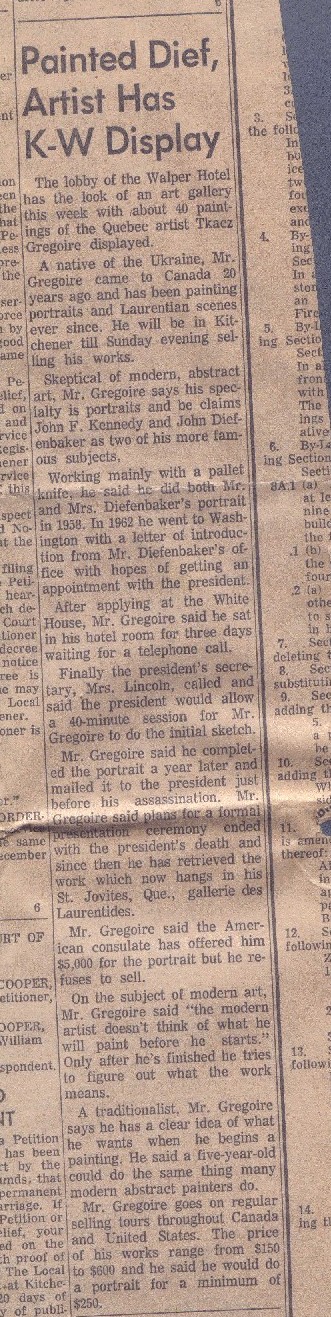 Painted Dief,
Artist Has
K-W Display
The lobby of the Walper Hotel
has the look of an art gallery
this week with about 40 paint-
ings of the Quebec artist Tkacz
Gregoire displayed.
A native of the Ukraine, Mr.
Gregoire came to Canada 20
years ago and has been painting
portraits and Laurentian scenes
ever since. He will be in Kit-
chener till Sunday evening sel-
ling his works.
Skeptical of modern, abstract
art, Mr. Gregoire says his spec-
ialty is portraits and be claims
John F. Kennedy and John Dief-
enbaker as two of his more fam-
ous subjects.
Working mainly with a pallet
knife, he said he did both Mr.
and Mrs. Diefenbaker's portrait
in 1958. In 1962 he went to Wash-
ington with a letter of introduc-
tion from Mr. Diefenbaker's of-
fice with hopes of getting an
appointment with the president.
After applying at the White
House, Mr. Gregoire said he sat
in his hotel room for three days
waiting for a telephone call.
Finally the president's secre-
tary, Mrs. Lincoln, called and
said the president would allow
a 40-minute session for Mr.
Gregoire to do the initial sketch.
Mr. Gregoire said he complet-
ed the portrait a year later and
mailed it to the president just
before his assassination. Mr.
Gregoire said plans for a formal
presentation ceremony ended
with the president's death and
since then he has retrieved the
work which now hangs in his
St. Jovites, Que., gallerie des
Laurentides.
Mr. Gregoire said the Amer-
ican consulate has offered him
$5,000 for the portrait but he re-
fuses to sell.
On the subject of modern art,
Mr. Gregoire said "the modern
artist doesn't think of what he
will paint before he starts."
Only after he's finished he tries
to figure out what the work
means.
A traditionalist, Mr. Gregoire
says he has a clear idea of what
he wants when he begins a
painting. He said a five-year-old
could do the same thing many
modern abstract painters do.
Mr. Gregoire goes on regular
selling tours throughout Canada
and United States. The price
of his works range from $150
to $600 and he said he would do
a portrait for a minimum of
$250.